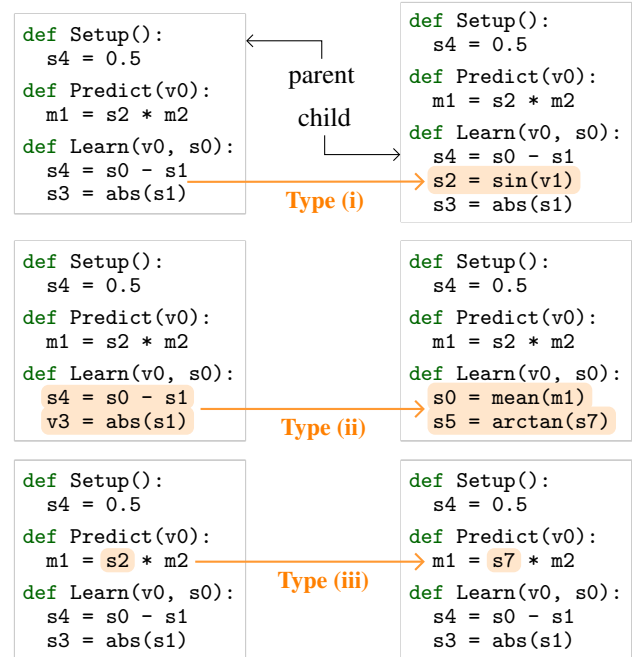 def Setup():
  s4 = 0.5
def Predict(v0):
  m1 = s2 * m2
def Learn(v0, s0):
  s4 = s0 - s1
  s3 = abs(s1)
parent
child
Type (i)
def Setup():
  s4 = 0.5
def Predict(v0):
  m1 = s2 * m2
def Learn(v0, s0):
  s4 = s0 - s1
  s2 = sin(v1)
  s3 = abs(s1)
def Setup():
  s4 = 0.5
def Predict(v0):
  m1 = s2 * m2
def Learn(v0, s0):
  s4 = s0 - s1
  v3 = abs(s1)
Type (ii)
def Setup():
  s4 = 0.5
def Predict(v0):
  m1 = s2 * m2
def Learn(v0, s0):
  s0 = mean(m1)
  s5 = arctan(s7)
def Setup():
  s4 = 0.5
def Predict(v0):
  m1 = s2 * m2
def Learn(v0, s0):
  s4 = s0 - s1
  s3 = abs(s1)
Type (iii)
def Setup():
  s4 = 0.5
def Predict(v0):
  m1 = s7 * m2
def Learn(v0, s0):
  s4 = s0 - s1
  s3 = abs(s1)